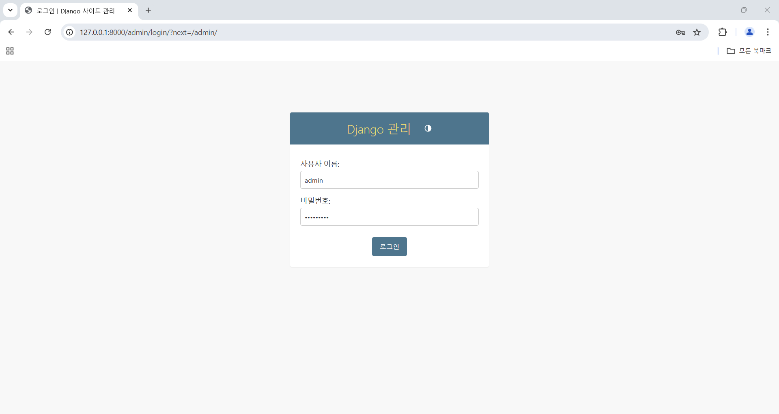 로그인 | Django 사이트 관리
127.0.0.1:8000/admin/login/?next=/admin/
모든 북마크
Django 관리
사용자 이름:
admin
비밀번호:
로그인